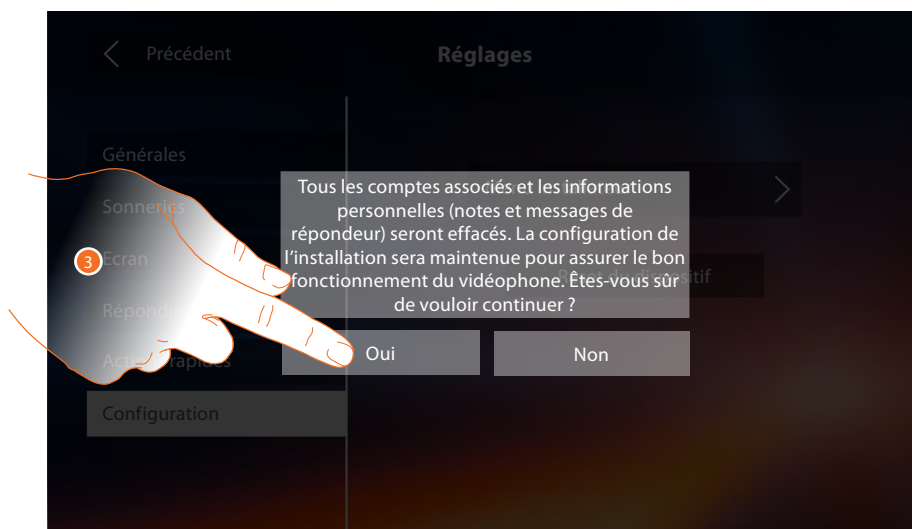 Précédent
Réglages
Générales
Sonneries
Ecran
Actions rapides
Configuration
Tous les comptes associés et les informations
personnelles (notes et messages de
répondeur) seront effacés. La configuration de
l'installation sera maintenue pour assurer le bon
fonctionnement du vidéophone. Êtes-vous sûr
de vouloir continuer ?
Oui
Non
3